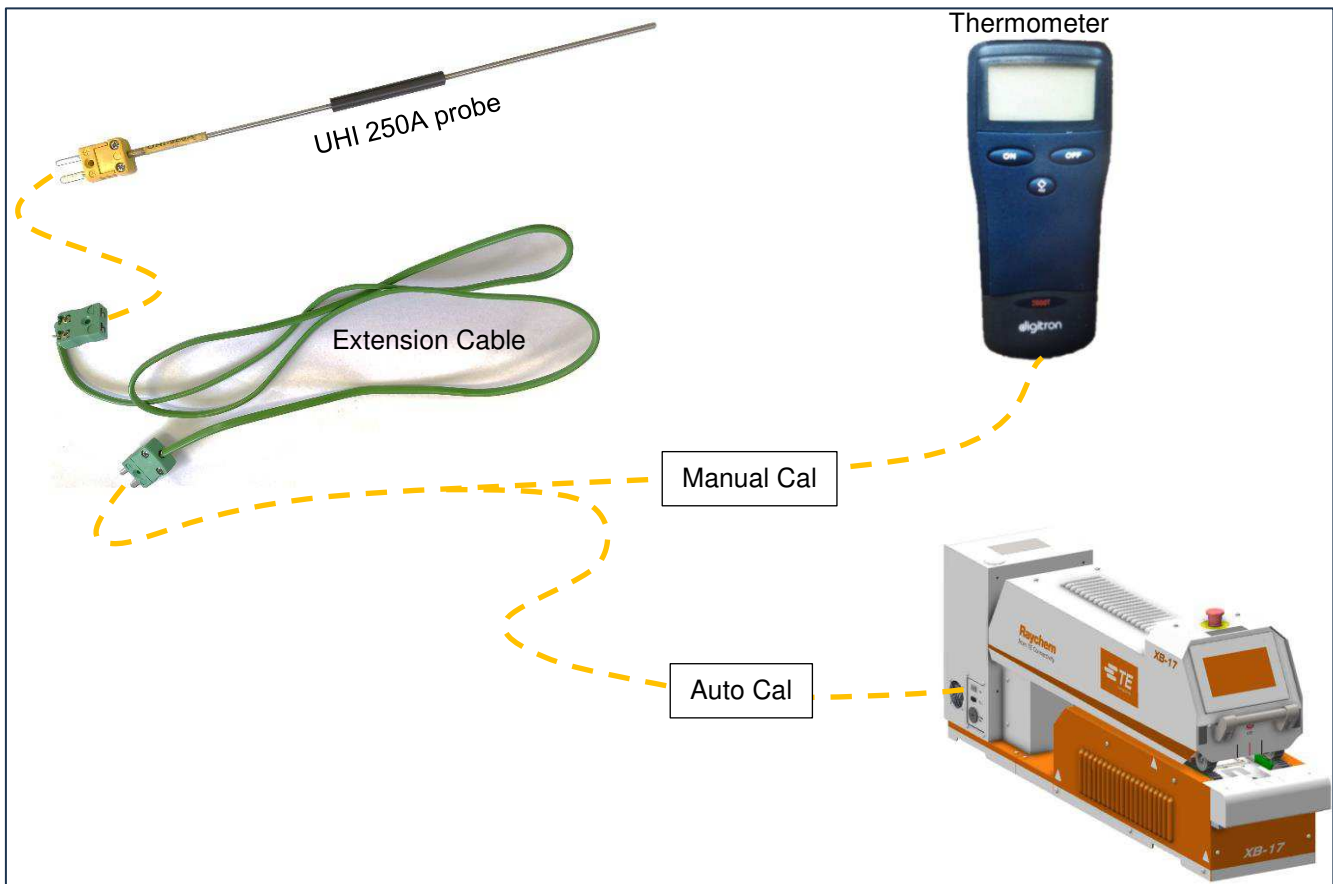 Thermometer
UHI 250A probe
ON
OFF
Extension Cable
2000T
digitron
Manual Cal
Raychem
XB-17
TE
Auto Cal
XB-17